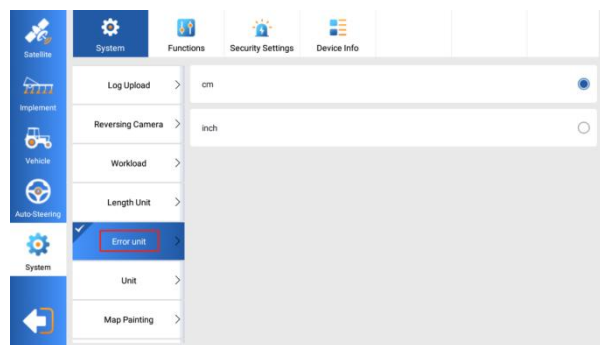 Satellite
Implement
Vehicle
Auto-Steering
System
System
Functions
Security Settings
Device Info
Log Upload
Reversing Camera
Workload
Length Unit
Error unit
Unit
Map Painting
cm
inch